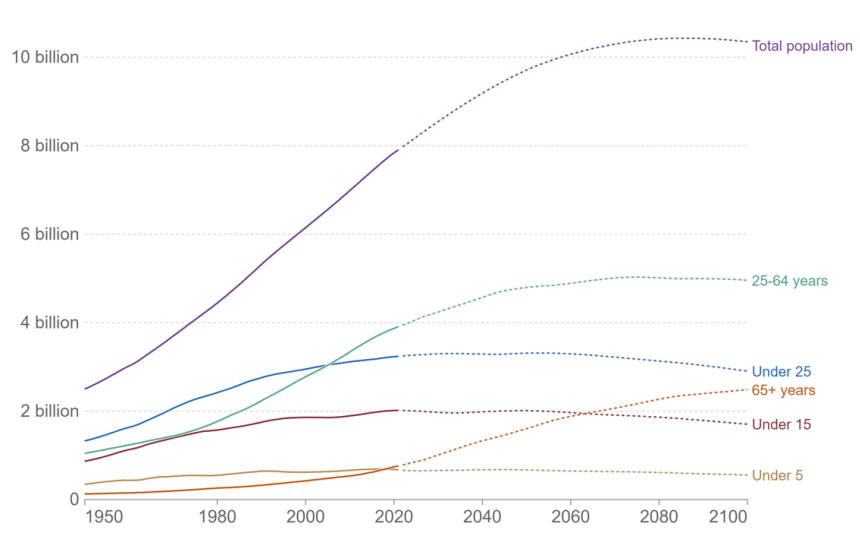 Total population
10 billion
8 billion
6 billion
25-64 years
4 billion
Under 25
65+ years
2 billion
Under 15
Under 5
0
1950 1980 2000 2020 2040 2060 2080 2100